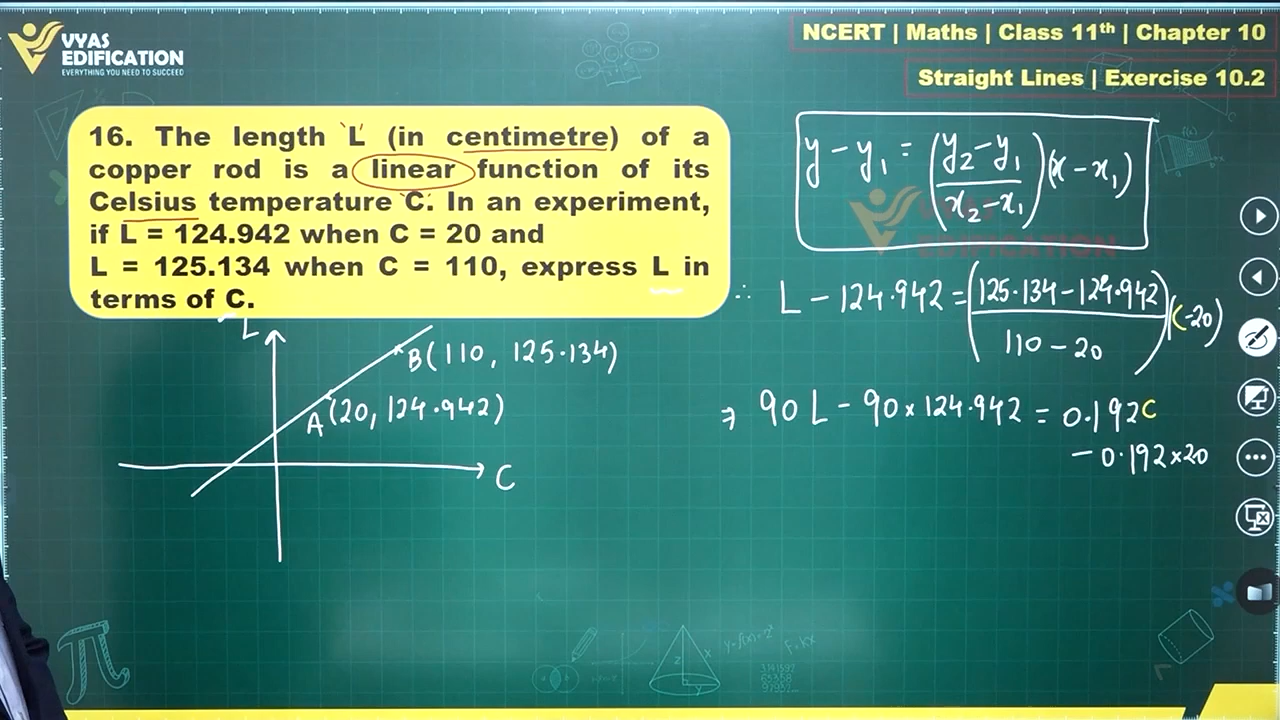 VYAS
EDIFICATION
EVERYTHING YOU NEED TO SUCCEED
NCERT | Maths | Class 11th | Chapter 10
Straight Lines | Exercise 10.2
16. The length 'L' (in centimetre) of a
copper rod is a linear function of its
Celsius temperature 'C'. In an experiment,
if L = 124.942 when C = 20 and
L = 125.134 when C = 110, express L in
terms of C.
y - y₁ = (y₂-y₁ / x₂-x₁)(x - x₁)
VYAS
EDIFICATION
∴ L - 124.942 = (125.134 - 124.942 / 110 - 20)(C-20)
⇒ 90 L - 90 × 124.942 = 0.192C
- 0.192×20
L
B(110, 125.134)
A(20, 124.942)
C